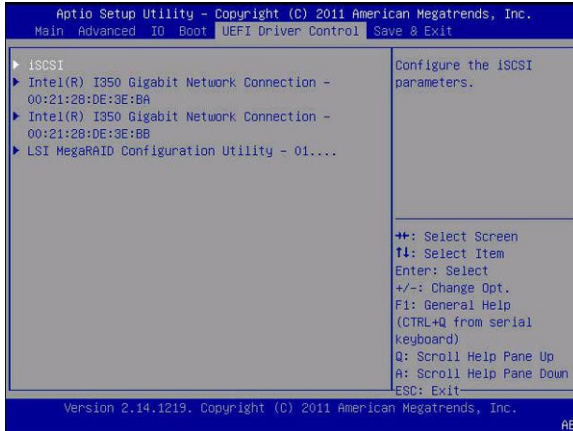 Aptio Setup Utility – Copyright (C) 2011 American Megatrends, Inc.
Main Advanced IO Boot UEFI Driver Control Save & Exit
▶ iSCSI
▶ Intel(R) I350 Gigabit Network Connection –
00:21:28:DE:3E:BA
▶ Intel(R) I350 Gigabit Network Connection –
00:21:28:DE:3E:BB
▶ LSI MegaRAID Configuration Utility – 01....
Configure the iSCSI
parameters.
→←: Select Screen
↑↓: Select Item
Enter: Select
+/-: Change Opt.
F1: General Help
(CTRL+Q from serial
keyboard)
Q: Scroll Help Pane Up
A: Scroll Help Pane Down
ESC: Exit
Version 2.14.1219. Copyright (C) 2011 American Megatrends, Inc.
AB